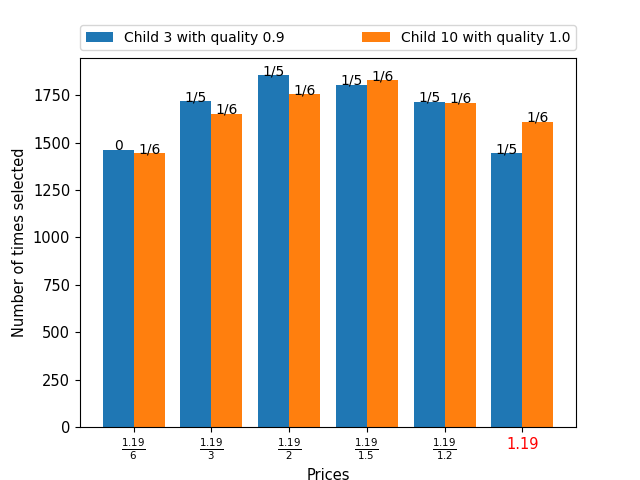 Child 3 with quality 0.9 Child 10 with quality 1.0
Number of times selected
1750
1500
1250
1000
750
500
250
0
0 1/6 1/5 1/6 1/5 1/6 1/5 1/6 1/5 1/6 1/5 1/6
1.19/6 1.19/3 1.19/2 1.19/1.5 1.19/1.2 1.19
Prices